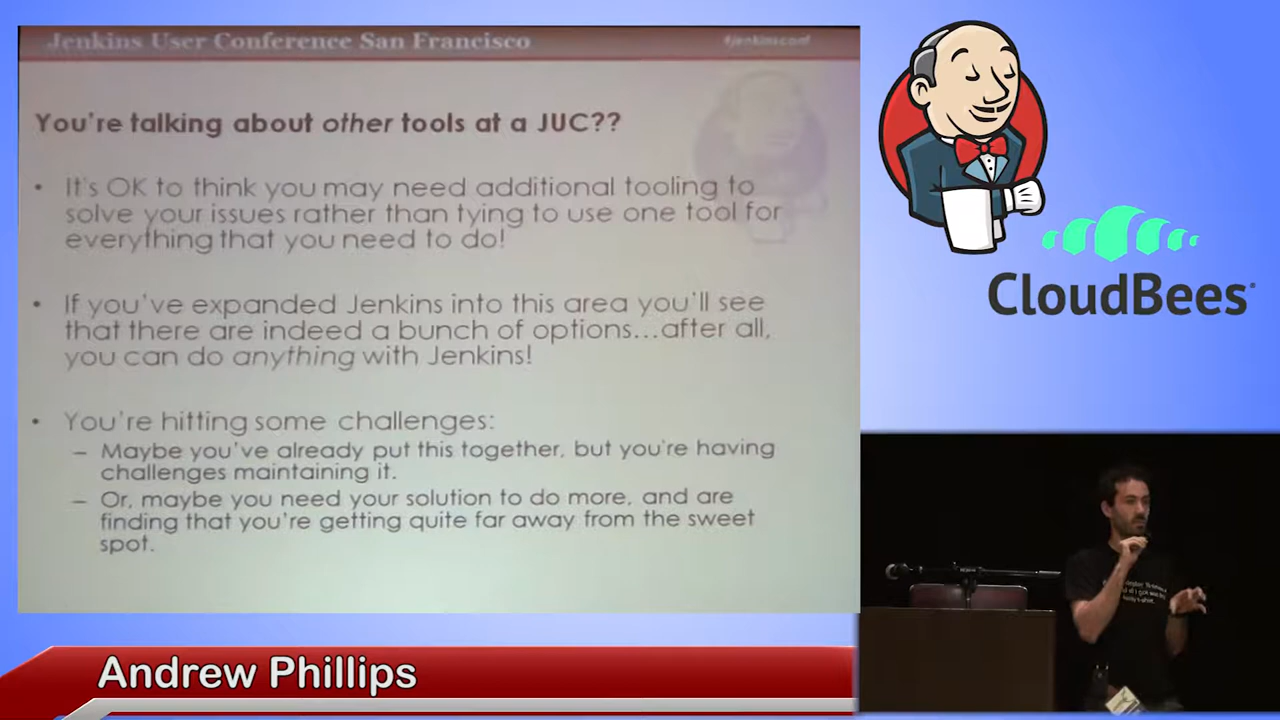 Jenkins User Conference San Francisco
#jenkinsconf
You're talking about other tools at a JUC??
• It's OK to think you may need additional tooling to
solve your issues rather than tying to use one tool for
everything that you need to do!
• If you've expanded Jenkins into this area you'll see
that there are indeed a bunch of options...after all,
you can do anything with Jenkins!
• You're hitting some challenges:
– Maybe you've already put this together, but you're having
challenges maintaining it.
– Or, maybe you need your solution to do more, and are
finding that you're getting quite far away from the sweet
spot.
CloudBees
Andrew Phillips